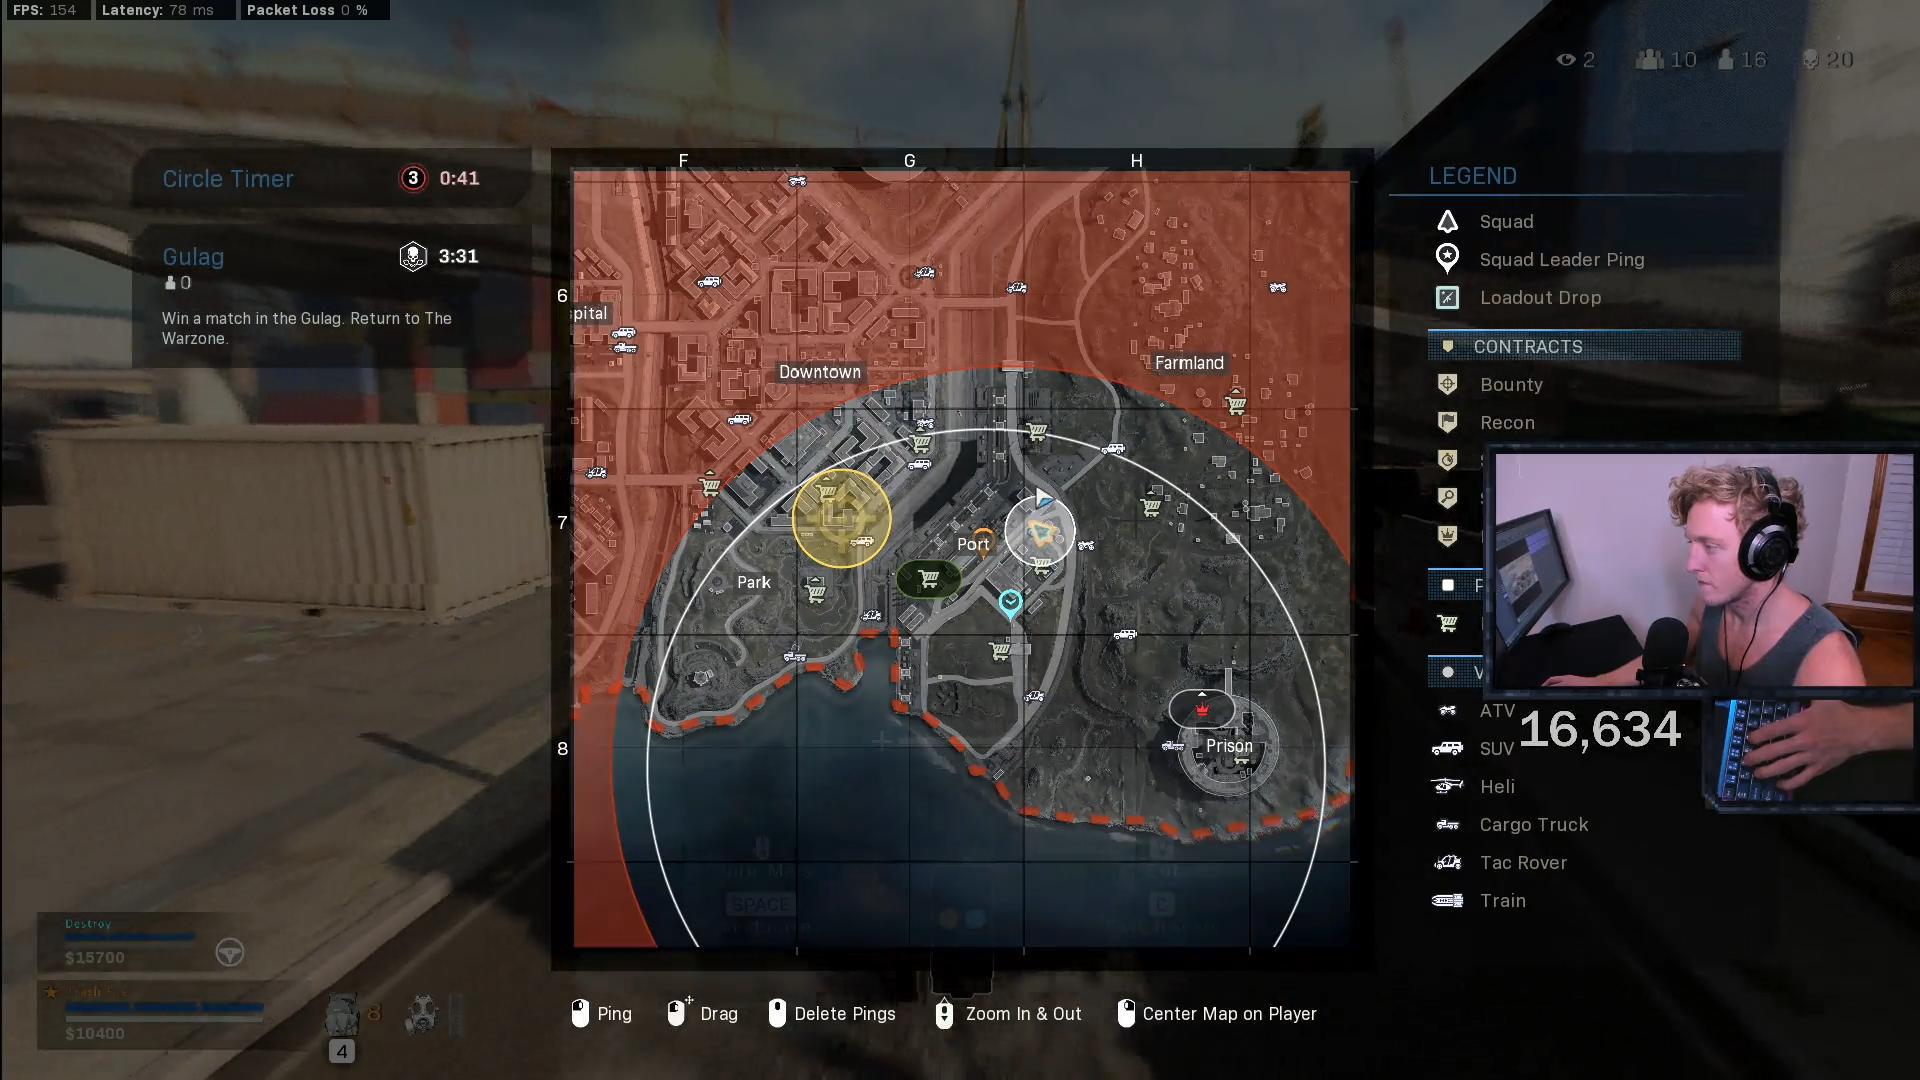 FPS: 154 Latency: 78 ms Packet Loss 0 %
2 10 16 20
Circle Timer 3 0:41
Gulag 3:31
0
Win a match in the Gulag. Return to The
Warzone.
F G H
6
7
8
spital
Downtown
Farmland
Port
Park
Prison
SPACE
C
LEGEND
Squad
Squad Leader Ping
Loadout Drop
CONTRACTS
Bounty
Recon
ATV
SUV
Heli
Cargo Truck
Tac Rover
Train
16,634
Destroy
$15700
$10400
8
4
Ping Drag Delete Pings Zoom In & Out Center Map on Player